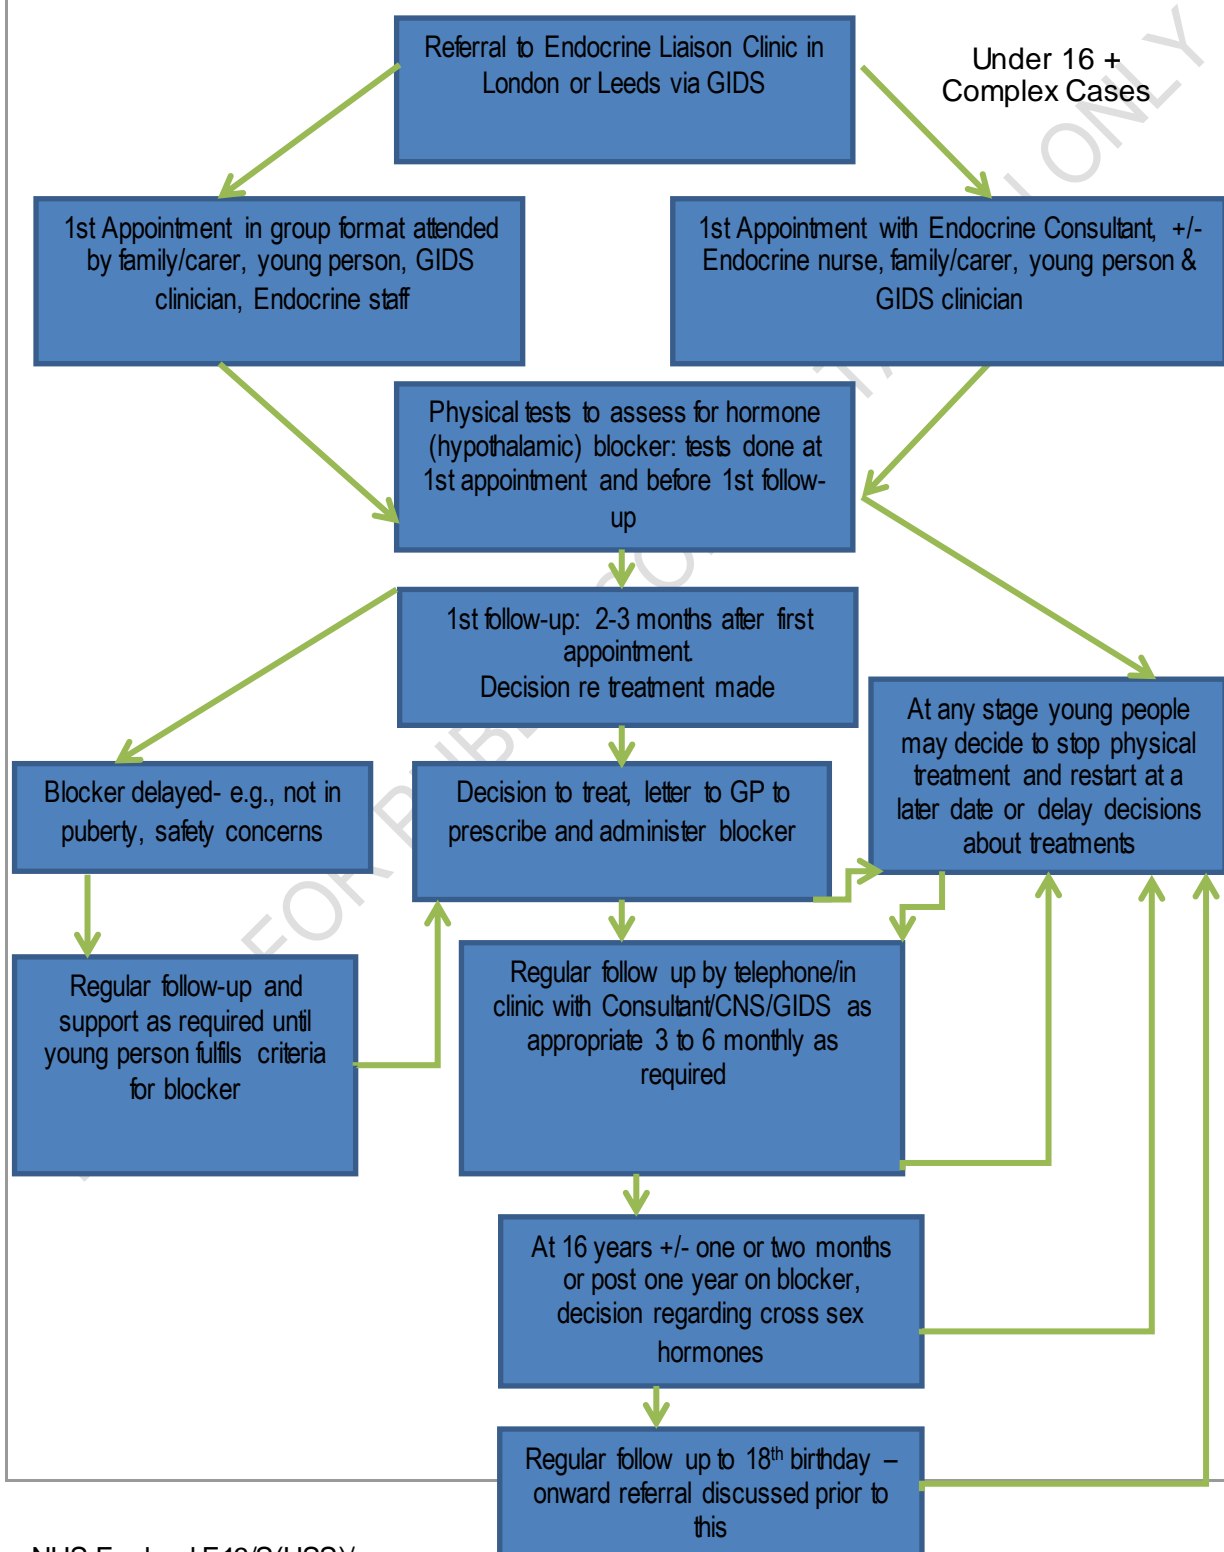 Referral to Endocrine Liaison Clinic in
London or Leeds via GIDS
Under 16 +
Complex Cases
1st Appointment in group format attended
by family/carer, young person, GIDS
clinician, Endocrine staff
1st Appointment with Endocrine Consultant, +/-
Endocrine nurse, family/carer, young person &
GIDS clinician
Physical tests to assess for hormone
(hypothalamic) blocker: tests done at
1st appointment and before 1st follow-
up
1st follow-up: 2-3 months after first
appointment.
Decision re treatment made
At any stage young people
may decide to stop physical
treatment and restart at a
later date or delay decisions
about treatments
Blocker delayed- e.g., not in
puberty, safety concerns
Decision to treat, letter to GP to
prescribe and administer blocker
Regular follow-up and
support as required until
young person fulfils criteria
for blocker
Regular follow up by telephone/in
clinic with Consultant/CNS/GIDS as
appropriate 3 to 6 monthly as
required
At 16 years +/- one or two months
or post one year on blocker,
decision regarding cross sex
hormones
Regular follow up to 18th birthday –
onward referral discussed prior to
this
FOR ONLY